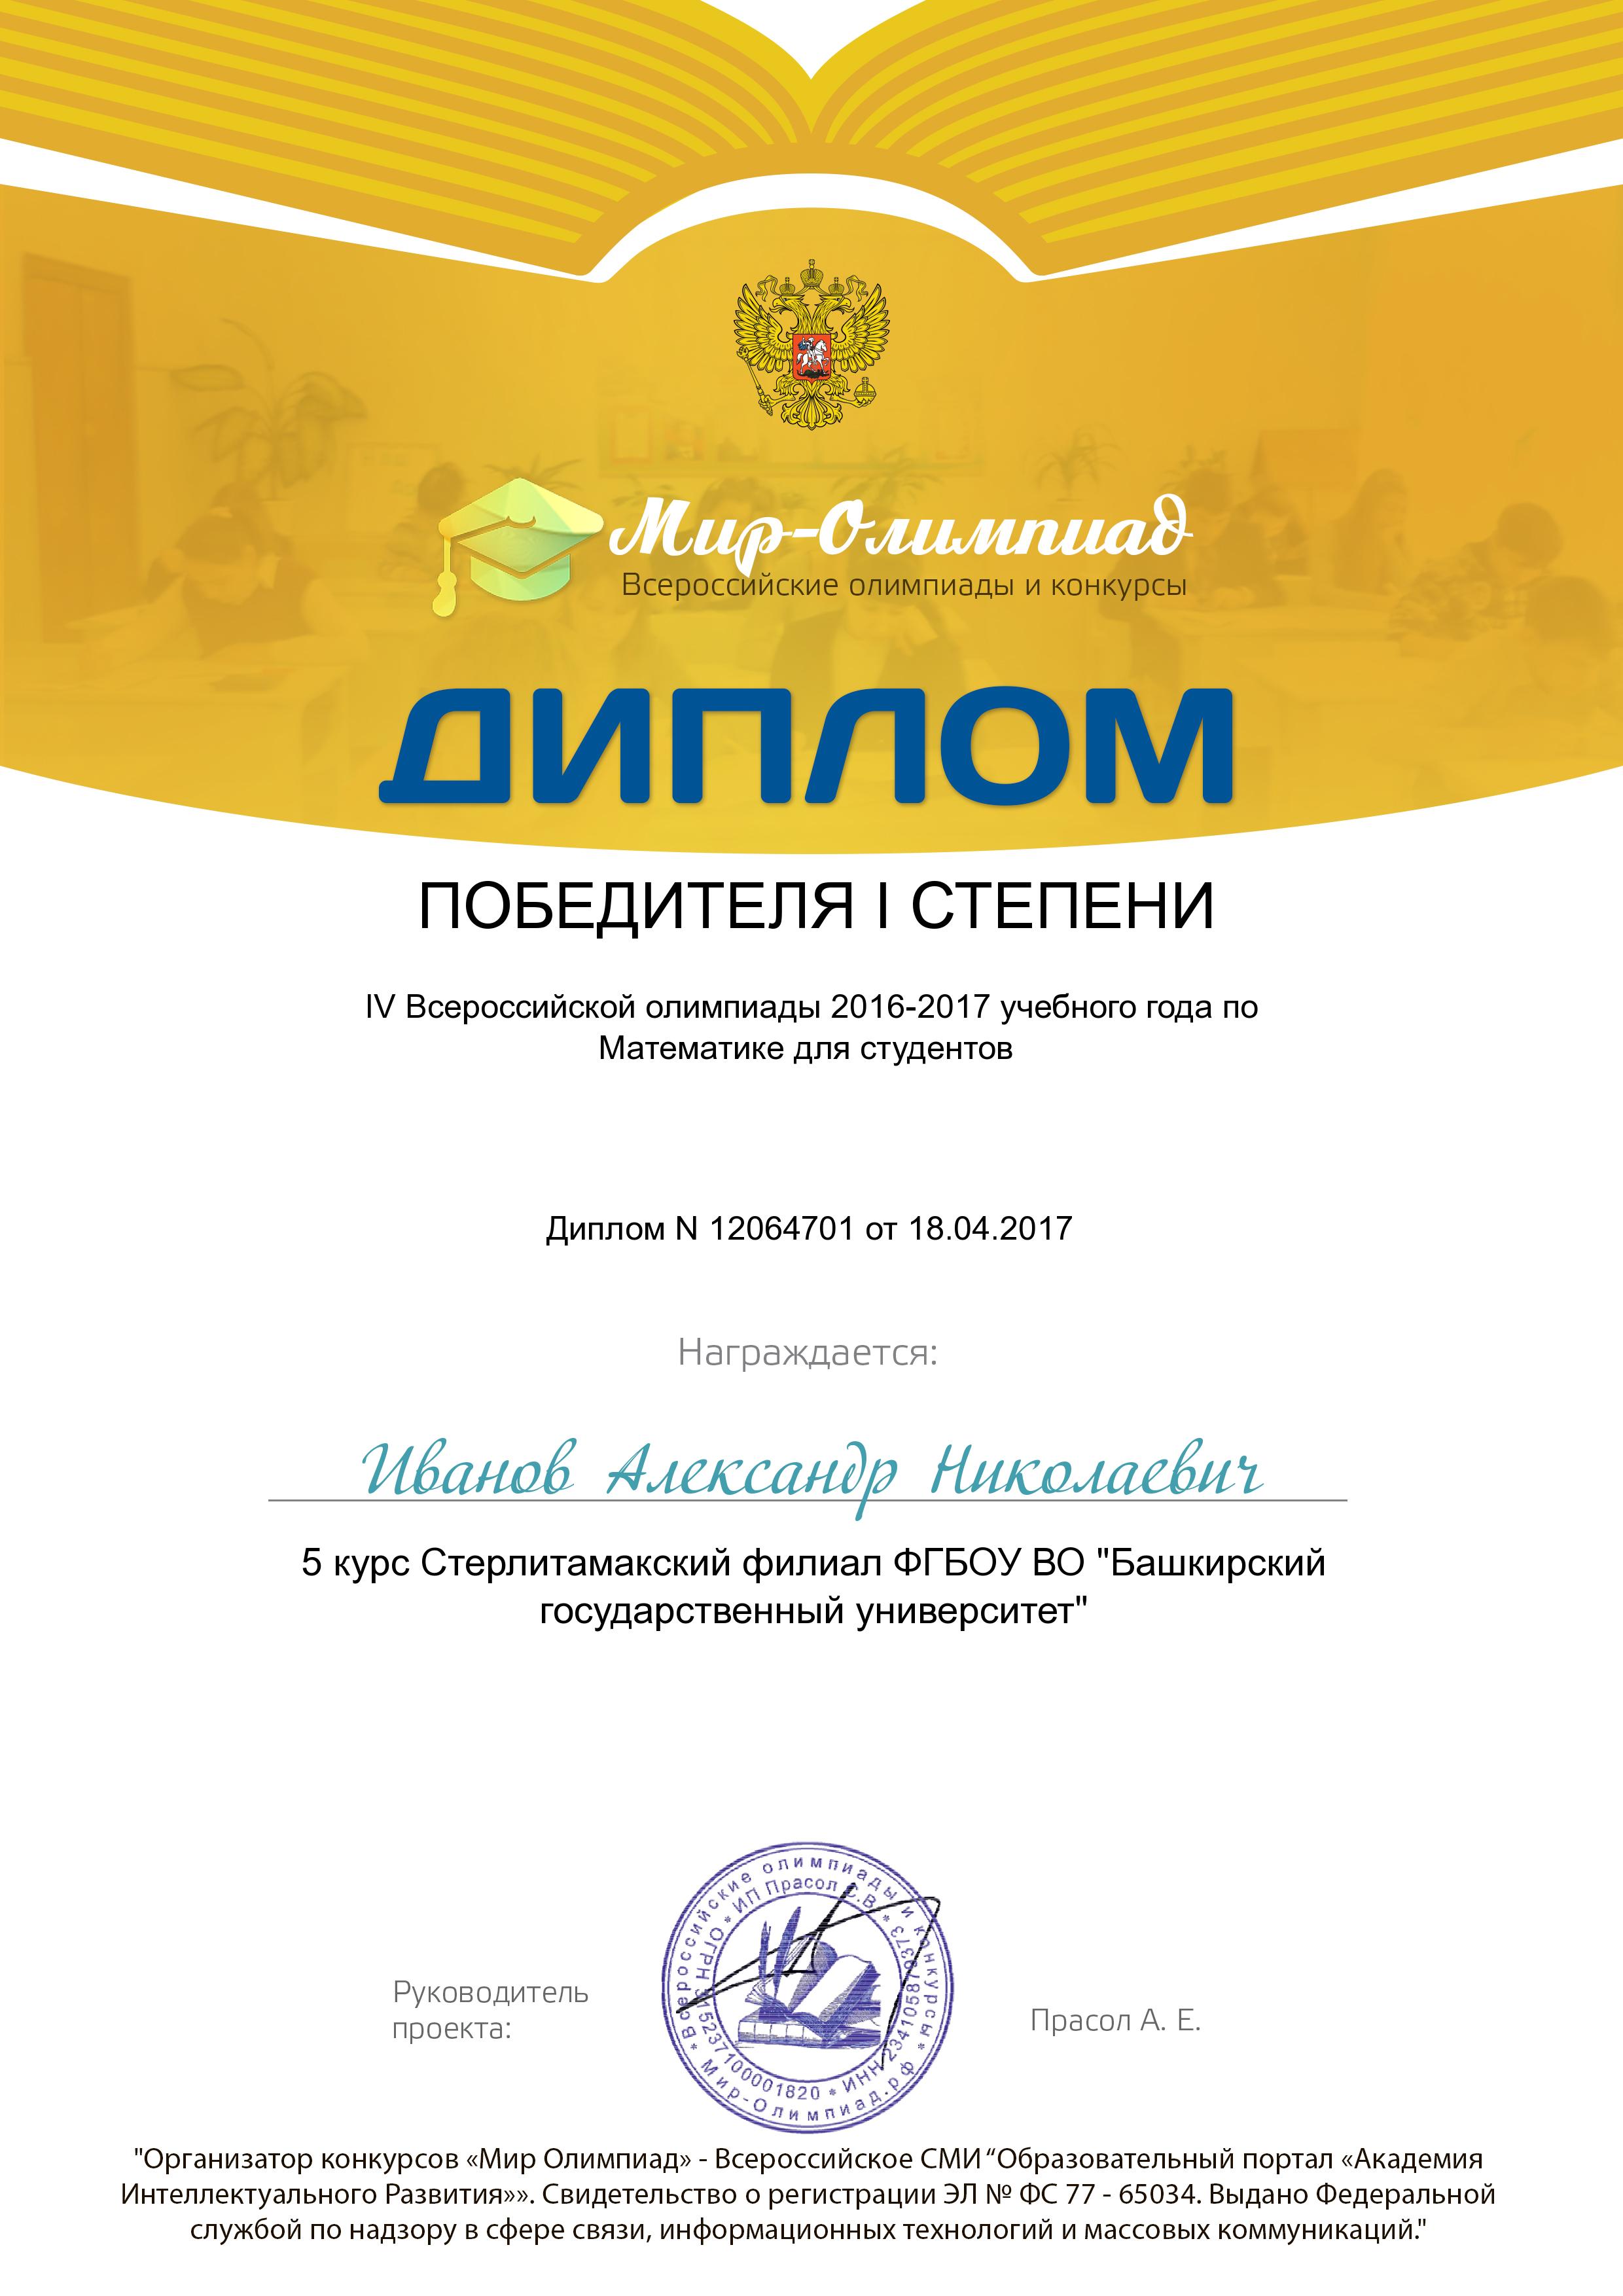 Мир-Олимпиад
Всероссийские олимпиады и конкурсы
ДИПЛОМ
ПОБЕДИТЕЛЯ I СТЕПЕНИ
IV Всероссийской олимпиады 2016-2017 учебного года по
Математике для студентов
Диплом N 12064701 от 18.04.2017
Награждается:
Иванов Александр Николаевич
5 курс Стерлитамакский филиал ФГБОУ ВО "Башкирский
государственный университет"
Руководитель
проекта:
* Всероссийские олимпиады и конкурсы *
Мир-Олимпиад.рф
* ИП Прасол С.В. *
ОГРН 315237100001820 * ИНН 234105879373
Прасол А. Е.
"Организатор конкурсов «Мир Олимпиад» - Всероссийское СМИ “Образовательный портал «Академия
Интеллектуального Развития»». Свидетельство о регистрации ЭЛ № ФС 77 - 65034. Выдано Федеральной
службой по надзору в сфере связи, информационных технологий и массовых коммуникаций."